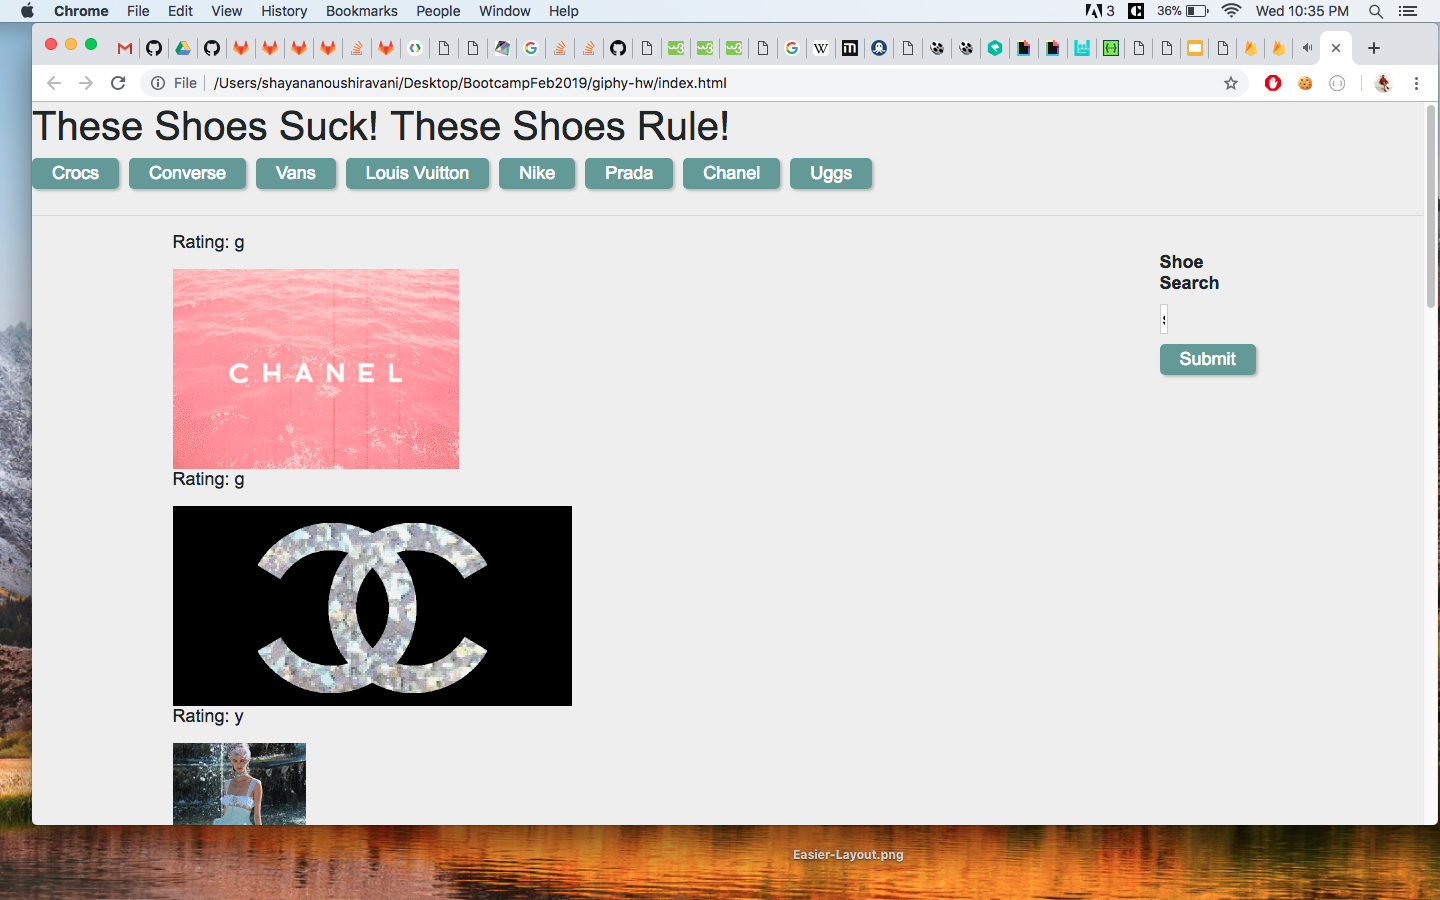 Chrome File Edit View History Bookmarks People Window Help 3 36% Wed 10:35 PM
File /Users/shayananoushiravani/Desktop/BootcampFeb2019/giphy-hw/index.html
These Shoes Suck! These Shoes Rule!
Crocs Converse Vans Louis Vuitton Nike Prada Chanel Uggs
Rating: g
Shoe
Search
Submit
CHANEL
Rating: g
Rating: y
Easier-Layout.png